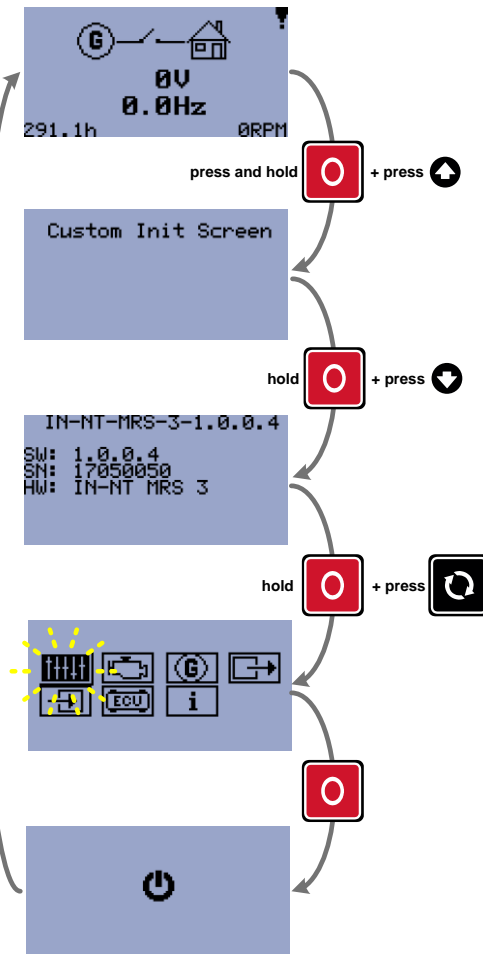 G
0V
0.0Hz
291.1h 0RPM
press and hold + press
Custom Init Screen
hold + press
IN-NT-MRS-3-1.0.0.4
SW: 1.0.0.4
SN: 17050050
HW: IN-NT MRS 3
hold + press
G
ECU i